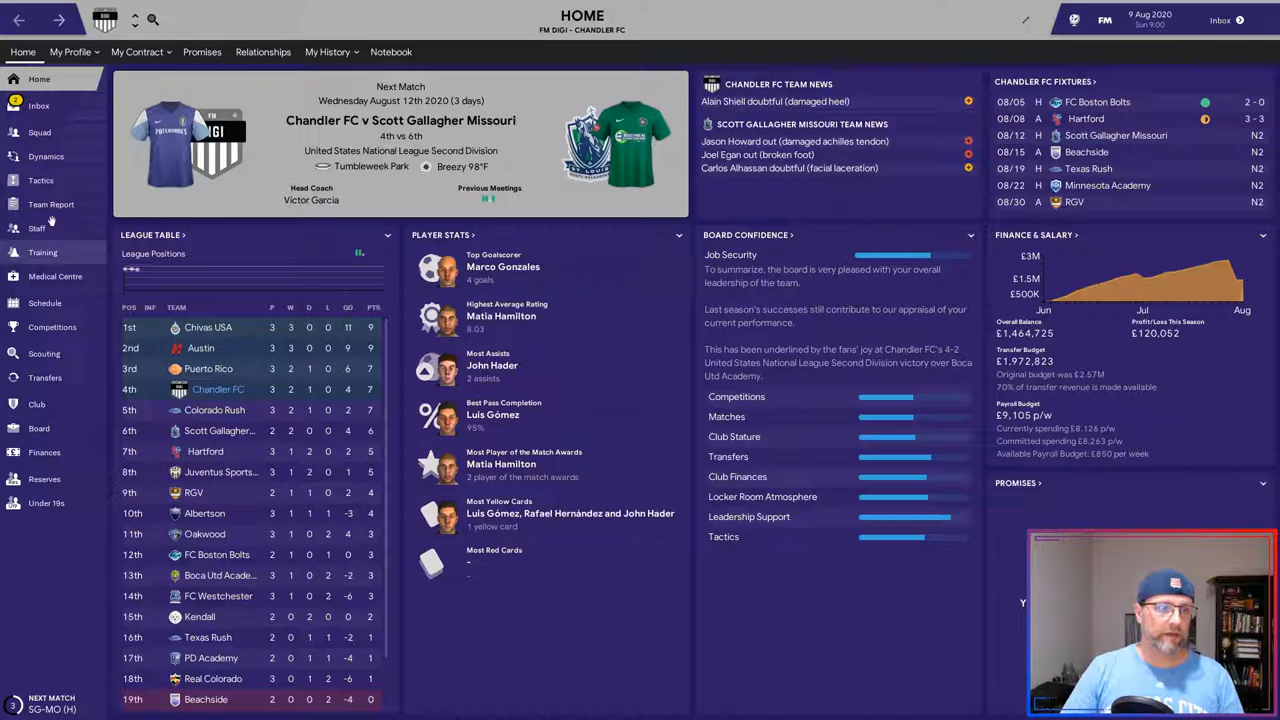 HOME
FM DIGI - CHANDLER FC
9 Aug 2020
Sun 9:00
FM
Inbox
Home
My Profile
My Contract
Promises
Relationships
My History
Notebook
Home
2
Inbox
Squad
Dynamics
Tactics
Team Report
Staff
Training
Medical Centre
Schedule
Competitions
Scouting
Transfers
Club
Board
Finances
Reserves
Under 19s
3
NEXT MATCH
SG-MO (H)
Next Match
Wednesday August 12th 2020 (3 days)
Chandler FC v Scott Gallagher Missouri
4th vs 6th
United States National League Second Division
Tumbleweek Park
Breezy 98°F
Head Coach
Victor Garcia
Previous Meetings
DIGI
CHANDLER FC TEAM NEWS
Alain Shiell doubtful (damaged heel)
SCOTT GALLAGHER MISSOURI TEAM NEWS
Jason Howard out (damaged achilles tendon)
Joel Egan out (broken foot)
Carlos Alhassan doubtful (facial laceration)
CHANDLER FC FIXTURES >
08/05 H FC Boston Bolts 2 - 0
08/08 A Hartford 3 - 3
08/12 H Scott Gallagher Missouri N2
08/15 A Beachside N2
08/19 H Texas Rush N2
08/22 H Minnesota Academy N2
08/30 A RGV N2
LEAGUE TABLE >
League Positions
POS INF TEAM P W D L GD PTS
1st Chivas USA 3 3 0 0 11 9
2nd Austin 3 3 0 0 9 9
3rd Puerto Rico 3 2 1 0 6 7
4th Chandler FC 3 2 1 0 4 7
5th Colorado Rush 3 2 1 0 2 7
6th Scott Gallagher... 2 2 0 0 4 6
7th Hartford 3 1 2 0 2 5
8th Juventus Sports... 3 1 2 0 1 5
9th RGV 2 1 1 0 2 4
10th Albertson 3 1 1 1 -3 4
11th Oakwood 3 1 0 2 4 3
12th FC Boston Bolts 2 1 0 1 0 3
13th Boca Utd Acade... 3 1 0 2 -2 3
14th FC Westchester 3 1 0 2 -6 3
15th Kendall 2 0 2 0 0 2
16th Texas Rush 2 0 1 1 -2 1
17th PD Academy 2 0 1 1 -4 1
18th Real Colorado 3 0 1 2 -6 1
19th Beachside 2 0 0 2 -4 0
PLAYER STATS >
Top Goalscorer
Marco Gonzales
4 goals
Highest Average Rating
Matia Hamilton
8.03
Most Assists
John Hader
2 assists
Best Pass Completion
Luis Gómez
95%
Most Player of the Match Awards
Matia Hamilton
2 player of the match awards
Most Yellow Cards
Luis Gómez, Rafael Hernández and John Hader
1 yellow card
Most Red Cards
-
-
BOARD CONFIDENCE >
Job Security
To summarize, the board is very pleased with your overall
leadership of the team.
Last season's successes still contribute to our appraisal of your
current performance.
This has been underlined by the fans' joy at Chandler FC's 4-2
United States National League Second Division victory over Boca
Utd Academy.
Competitions
Matches
Club Stature
Transfers
Club Finances
Locker Room Atmosphere
Leadership Support
Tactics
FINANCE & SALARY >
£3M
£1.5M
£500K
Jun Jul Aug
Overall Balance
£1,464,725
Profit/Loss This Season
£120,052
Transfer Budget
£1,972,823
Original budget was £2.57M
70% of transfer revenue is made available
Payroll Budget
£9,105 p/w
Currently spending £8,126 p/w
Committed spending £8,263 p/w
Available Payroll Budget: £850 per week
PROMISES >
Y